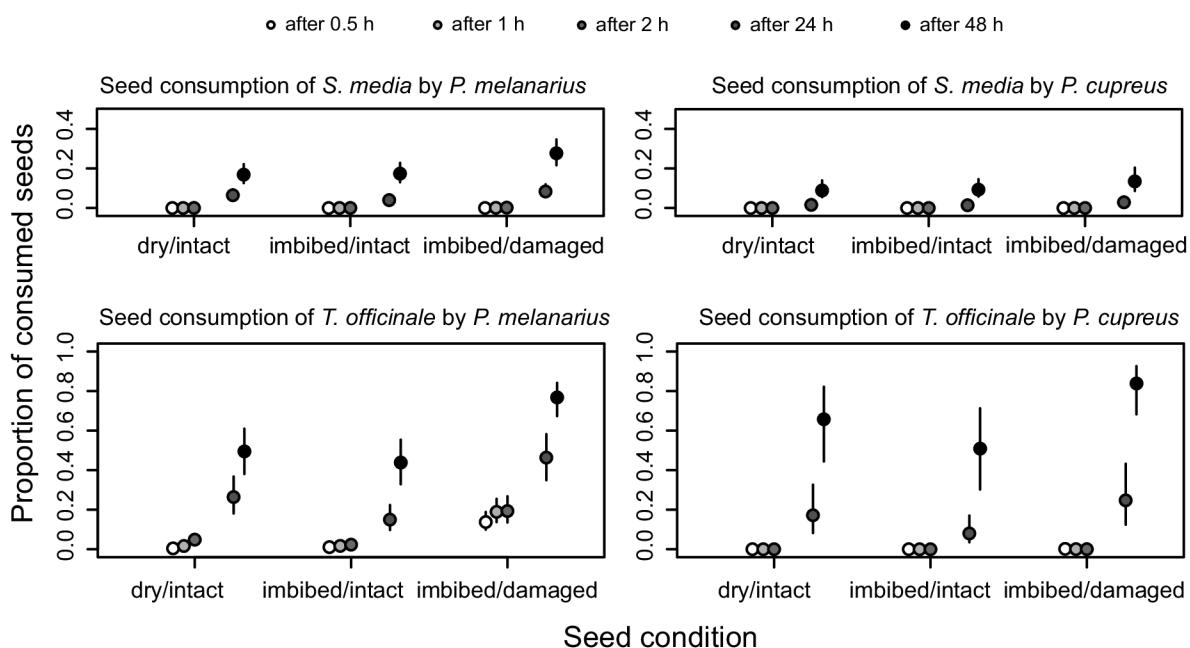 after 0.5 h after 1 h after 2 h after 24 h after 48 h
Seed consumption of S. media by P. melanarius
Seed consumption of S. media by P. cupreus
0.4
0.2
0.0
0.4
0.2
0.0
dry/intact imbibed/intact imbibed/damaged
dry/intact imbibed/intact imbibed/damaged
Proportion of consumed seeds
Seed consumption of T. officinale by P. melanarius
Seed consumption of T. officinale by P. cupreus
1.0
0.8
0.6
0.4
0.2
0.0
1.0
0.8
0.6
0.4
0.2
0.0
dry/intact imbibed/intact imbibed/damaged
dry/intact imbibed/intact imbibed/damaged
Seed condition